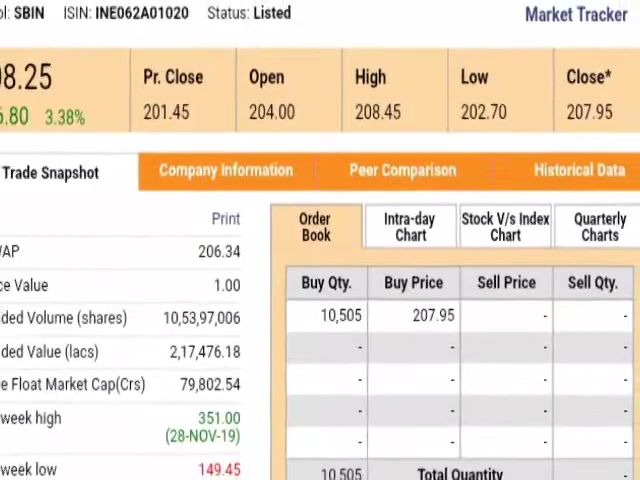 ol: SBIN ISIN: INE062A01020 Status: Listed Market Tracker
08.25 Pr. Close Open High Low Close*
6.80 3.38% 201.45 204.00 208.45 202.70 207.95
Trade Snapshot Company Information Peer Comparison Historical Data
Print
Order Book Intra-day Chart Stock V/s Index Chart Quarterly Charts
WAP 206.34
ce Value 1.00
Buy Qty. Buy Price Sell Price Sell Qty.
ded Volume (shares) 10,53,97,006
10,505 207.95 - -
ded Value (lacs) 2,17,476.18
- - - -
e Float Market Cap(Crs) 79,802.54
- - - -
week high 351.00
(28-NOV-19)
- - - -
- - - -
week low 149.45
10,505 Total Quantity -